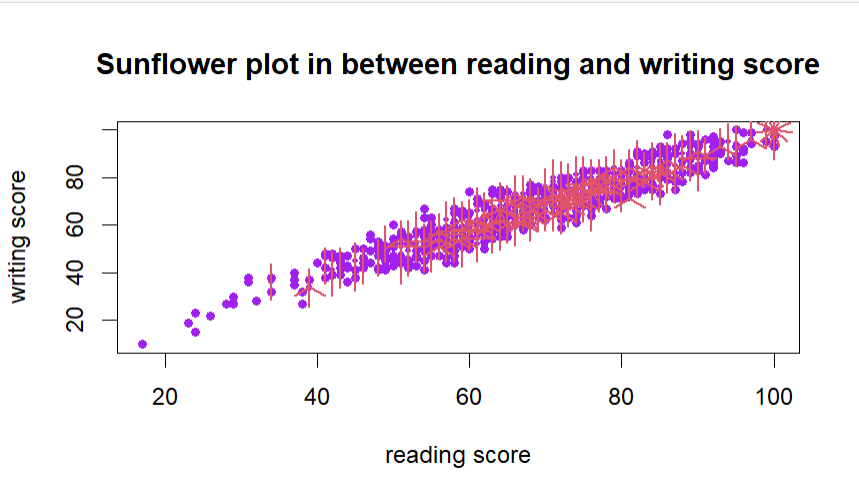 Sunflower plot in between reading and writing score
writing score
80
60
40
20
20 40 60 80 100
reading score